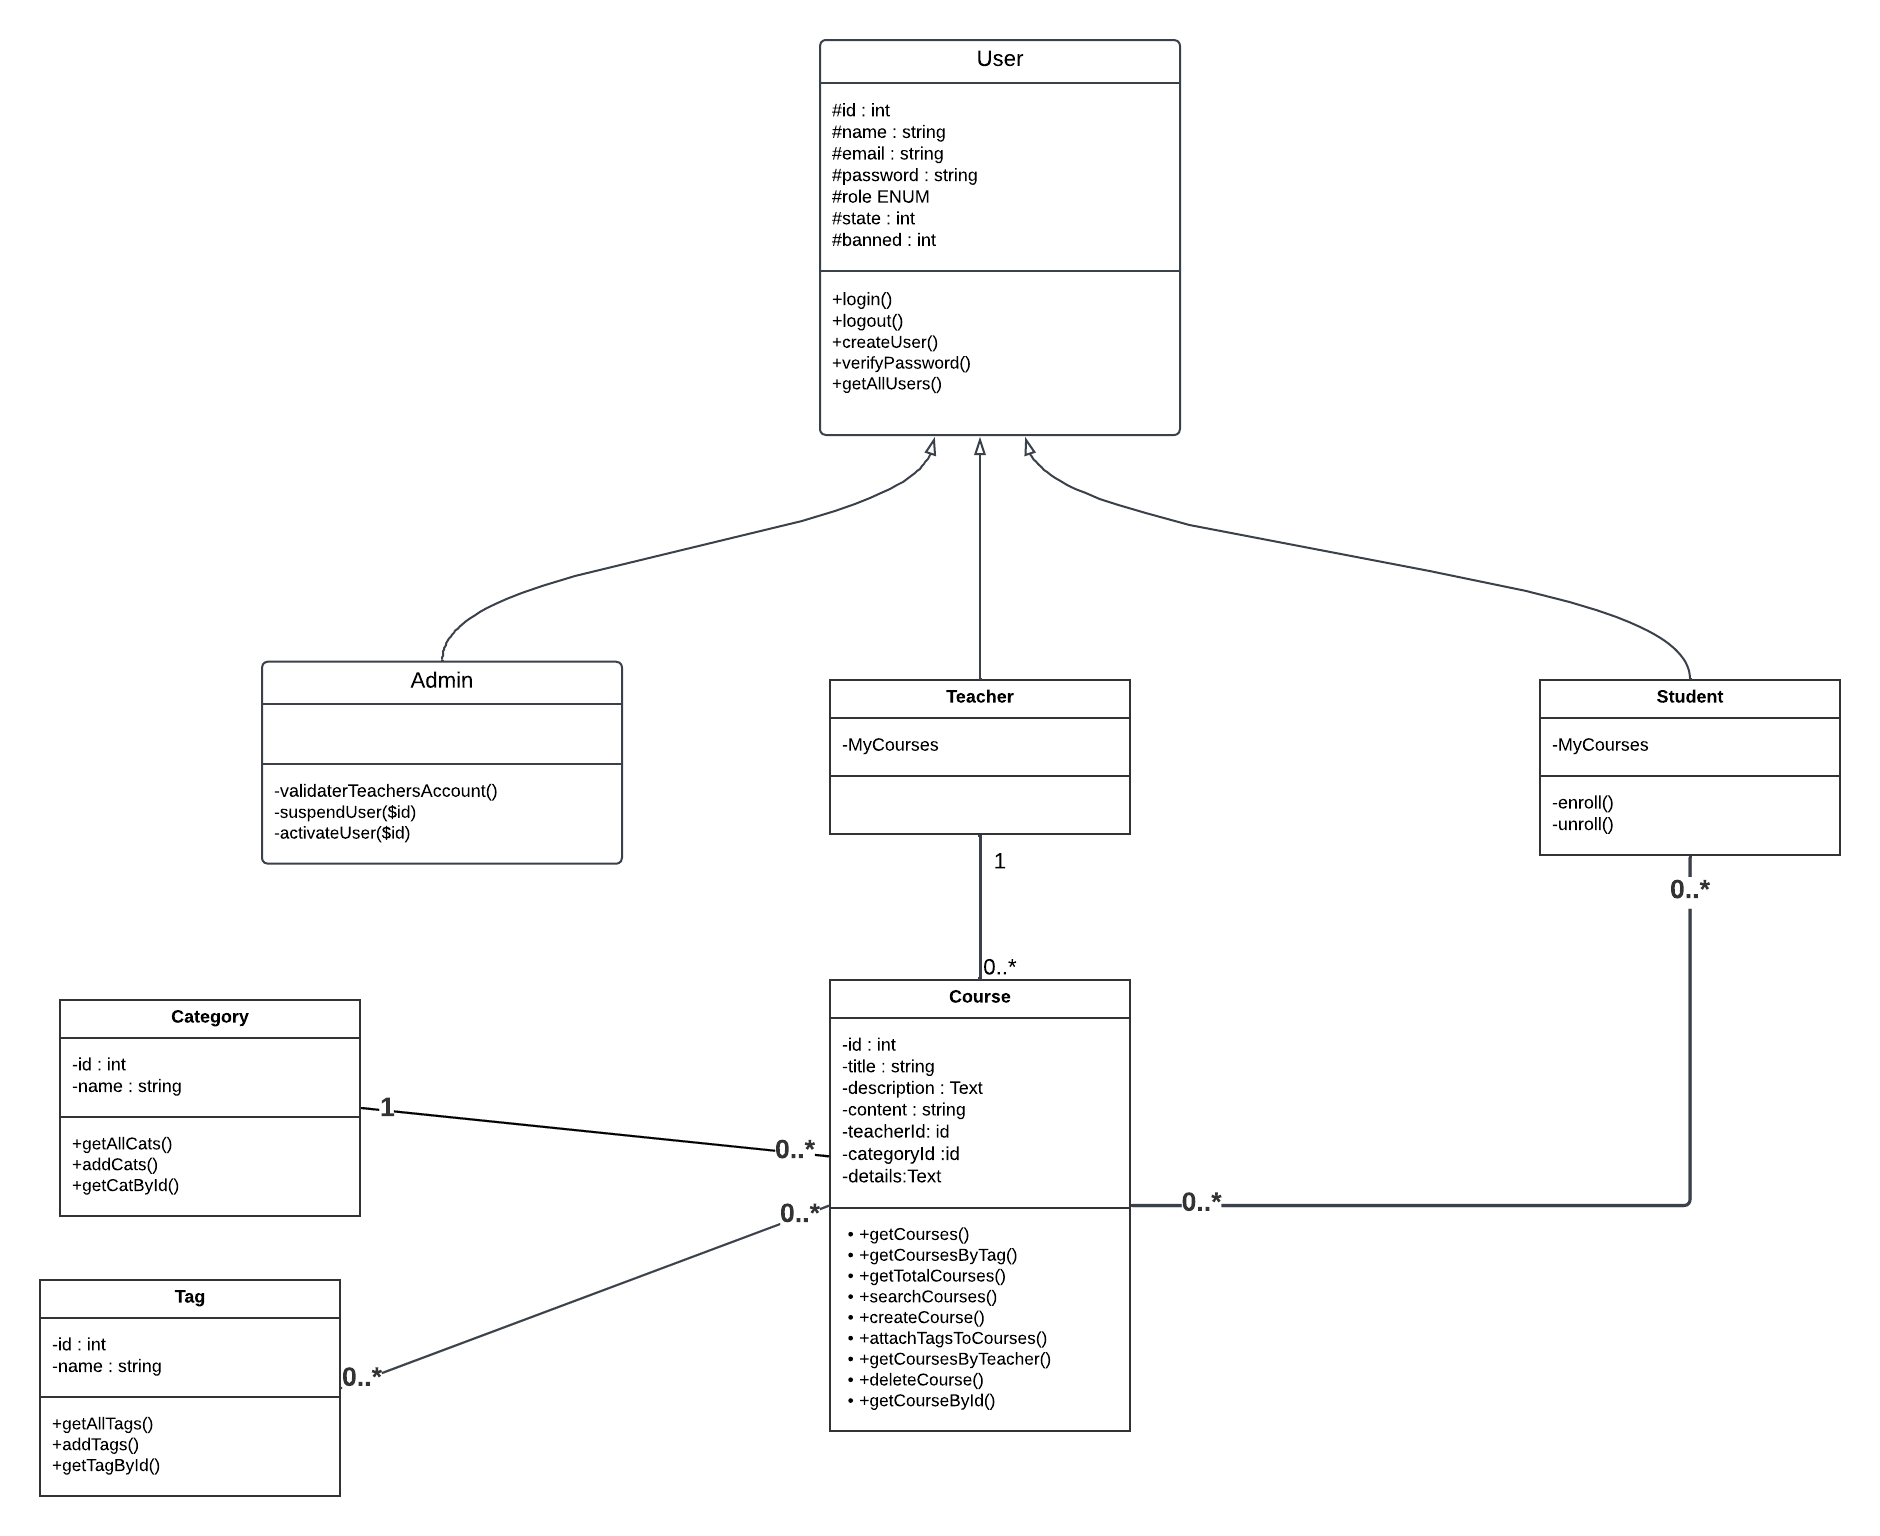 User
#id : int
#name : string
#email : string
#password : string
#role ENUM
#state : int
#banned : int
+login()
+logout()
+createUser()
+verifyPassword()
+getAllUsers()
Admin
-validaterTeachersAccount()
-suspendUser($id)
-activateUser($id)
Teacher
-MyCourses
Student
-MyCourses
-enroll()
-unroll()
1
0..*
0..*
Category
-id : int
-name : string
+getAllCats()
+addCats()
+getCatById()
1
0..*
Course
-id : int
-title : string
-description : Text
-content : string
-teacherId: id
-categoryId :id
-details:Text
• +getCourses()
• +getCoursesByTag()
• +getTotalCourses()
• +searchCourses()
• +createCourse()
• +attachTagsToCourses()
• +getCoursesByTeacher()
• +deleteCourse()
• +getCourseById()
0..*
0..*
Tag
-id : int
-name : string
+getAllTags()
+addTags()
+getTagById()
0..*